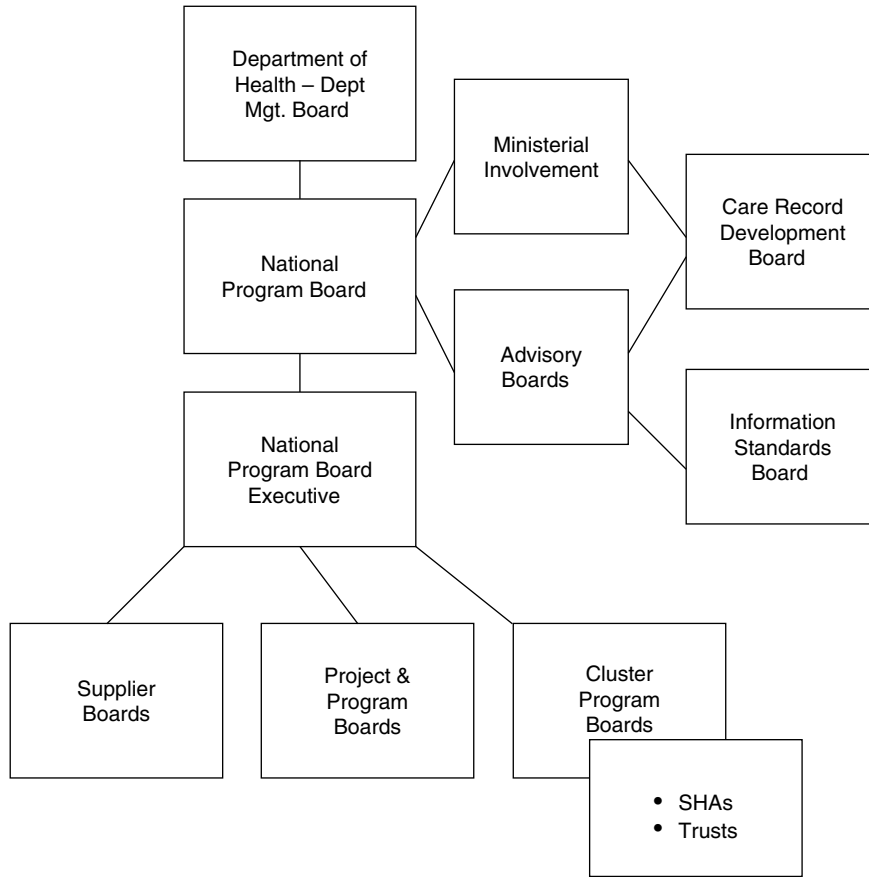 Department of
Health – Dept
Mgt. Board
Ministerial
Involvement
Care Record
Development
Board
National
Program Board
Advisory
Boards
Information
Standards
Board
National
Program Board
Executive
Supplier
Boards
Project &
Program
Boards
Cluster
Program
Boards
• SHAs
• Trusts